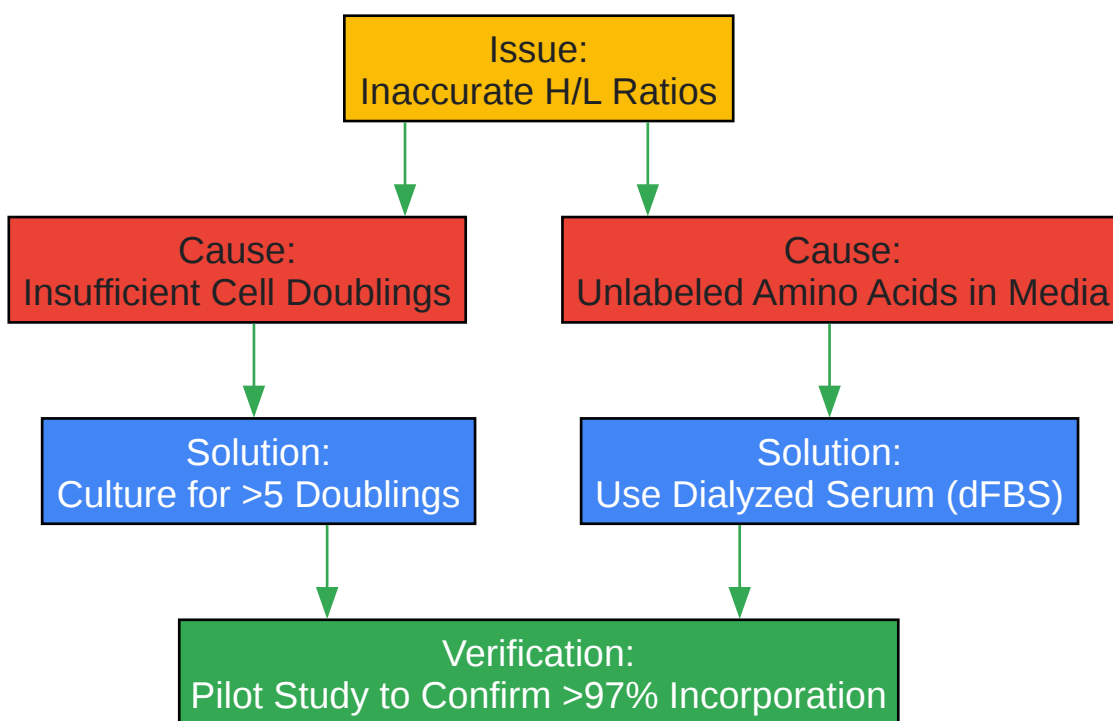 Issue:
Inaccurate H/L Ratios
Cause:
Insufficient Cell Doublings
Cause:
Unlabeled Amino Acids in Media
Solution:
Culture for >5 Doublings
Solution:
Use Dialyzed Serum (dFBS)
Verification:
Pilot Study to Confirm >97% Incorporation